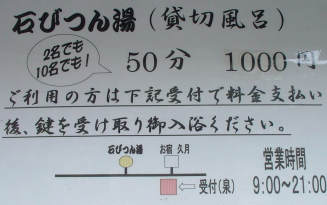 石びつん湯(貸切風呂)
2名でも
10名でも!
50分 1000円
ご利用の方は下記受付で料金支払い
後、鍵を受け取り御入浴ください。
石びつん湯
お宿 久月
受付(泉)
営業時間
9:00~21:00